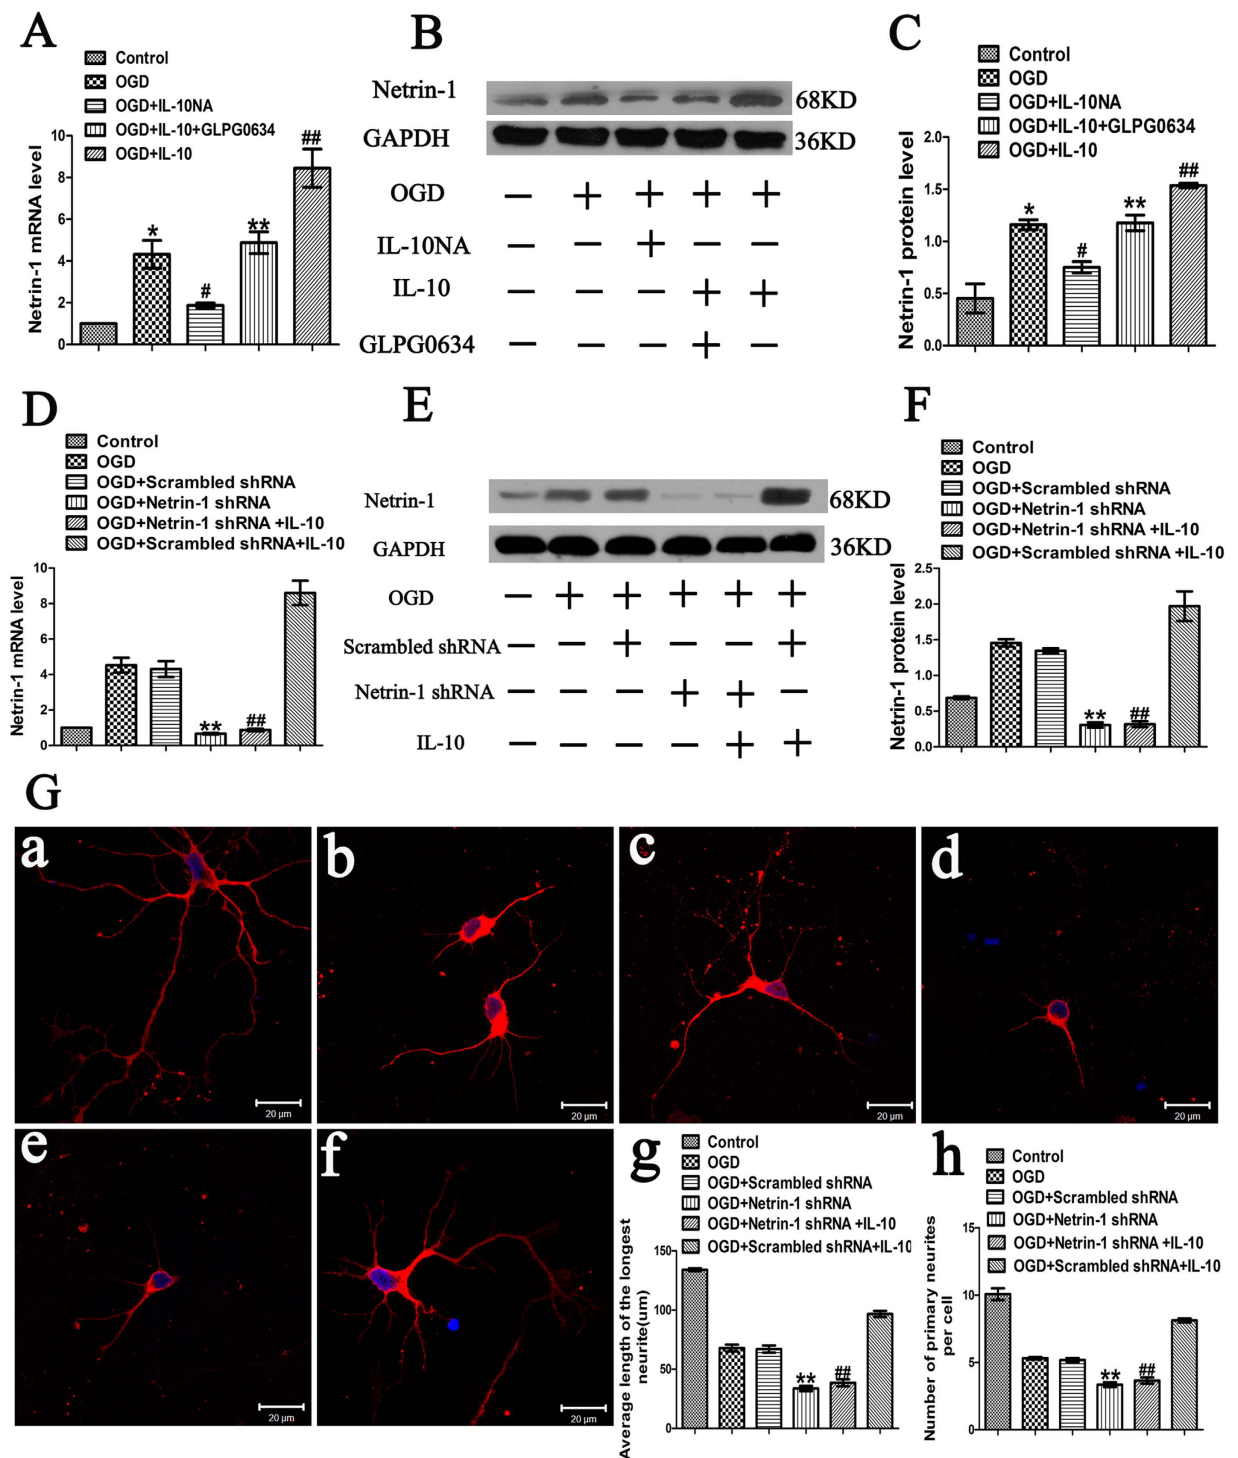 A
Control
OGD
OGD+IL-10NA
OGD+IL-10+GLPG0634
OGD+IL-10
Netrin-1 mRNA level
10
8
6
4
2
0
*
#
**
##
B
Netrin-1
68KD
GAPDH
36KD
OGD — + + + +
IL-10NA — — + — —
IL-10 — — — + +
GLPG0634 — — — + —
C
Control
OGD
OGD+IL-10NA
OGD+IL-10+GLPG0634
OGD+IL-10
Netrin-1 protein level
2.0
1.5
1.0
0.5
0.0
*
#
**
##
D
Control
OGD
OGD+Scrambled shRNA
OGD+Netrin-1 shRNA
OGD+Netrin-1 shRNA +IL-10
OGD+Scrambled shRNA+IL-10
Netrin-1 mRNA level
10
8
6
4
2
0
**
##
E
Netrin-1
68KD
GAPDH
36KD
OGD — + + + + +
Scrambled shRNA — — + — — +
Netrin-1 shRNA — — — + + —
IL-10 — — — — + +
F
Control
OGD
OGD+Scrambled shRNA
OGD+Netrin-1 shRNA
OGD+Netrin-1 shRNA +IL-10
OGD+Scrambled shRNA +IL-10
Netrin-1 protein level
2.5
2.0
1.5
1.0
0.5
0.0
**
##
G
a
20 μm
b
20 μm
c
20 μm
d
20 μm
e
20 μm
f
20 μm
g
Control
OGD
OGD+Scrambled shRNA
OGD+Netrin-1 shRNA
OGD+Netrin-1 shRNA +IL-10
OGD+Scrambled shRNA+IL-10
Average length of the longest
neurite(um)
150
100
50
0
**
##
h
Control
OGD
OGD+Scrambled shRNA
OGD+Netrin-1 shRNA
OGD+Netrin-1 shRNA +IL-10
OGD+Scrambled shRNA+IL-10
Number of primary neurites
per cell
15
10
5
0
**
##